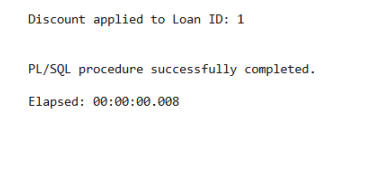 Discount applied to Loan ID: 1
PL/SQL procedure successfully completed.
Elapsed: 00:00:00.008